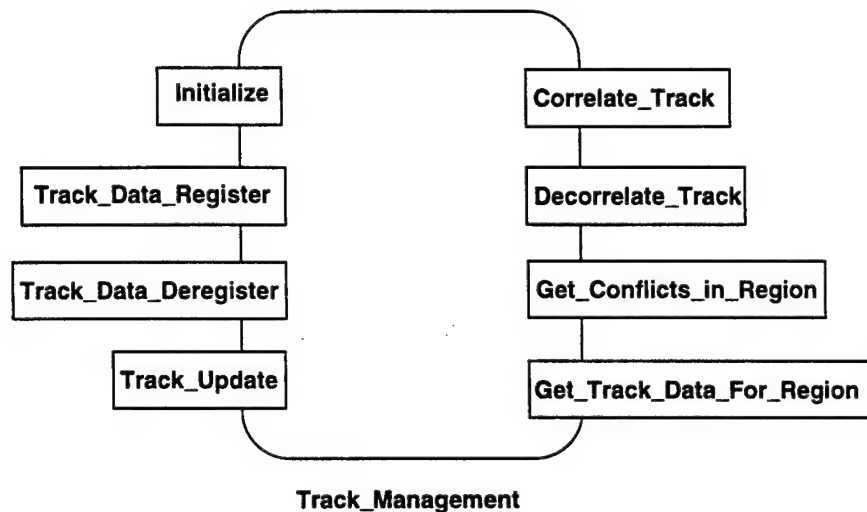 Initialize
Track_Data_Register
Track_Data_Deregister
Track_Update
Correlate_Track
Decorrelate_Track
Get_Conflicts_in_Region
Get_Track_Data_For_Region
Track_Management